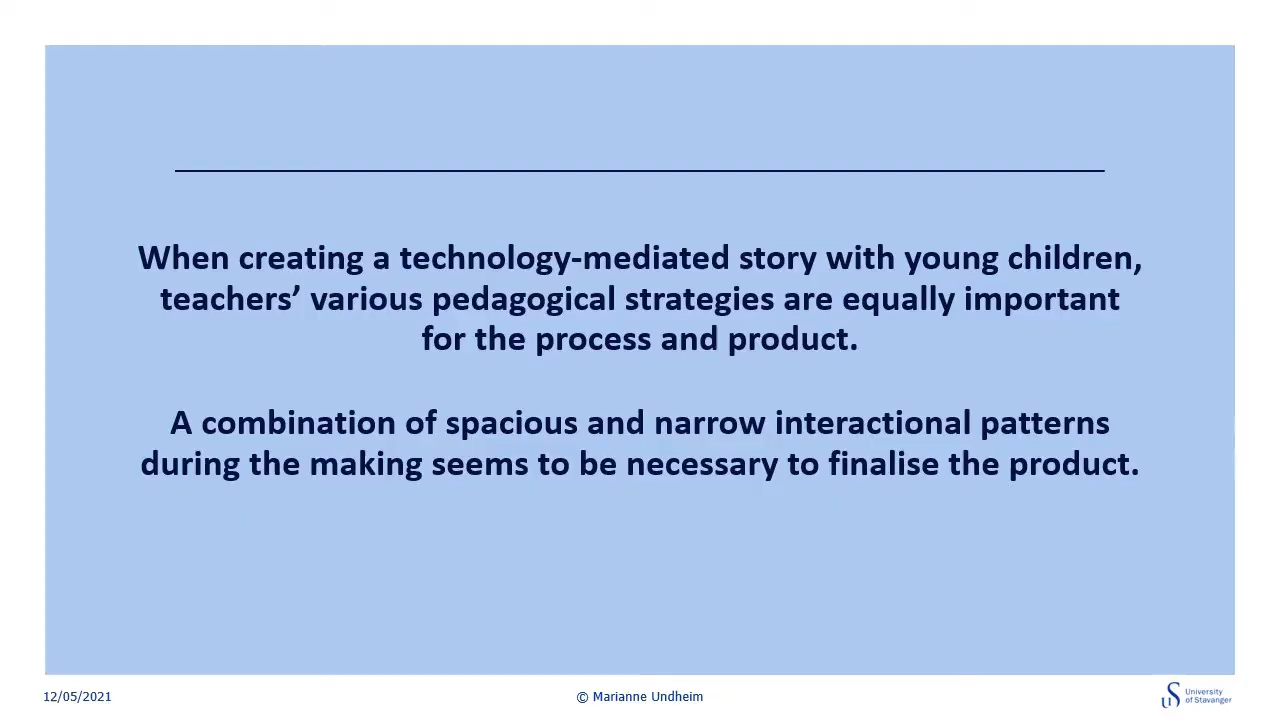 When creating a technology-mediated story with young children,
teachers’ various pedagogical strategies are equally important
for the process and product.
A combination of spacious and narrow interactional patterns
during the making seems to be necessary to finalise the product.
12/05/2021
© Marianne Undheim
University
of Stavanger